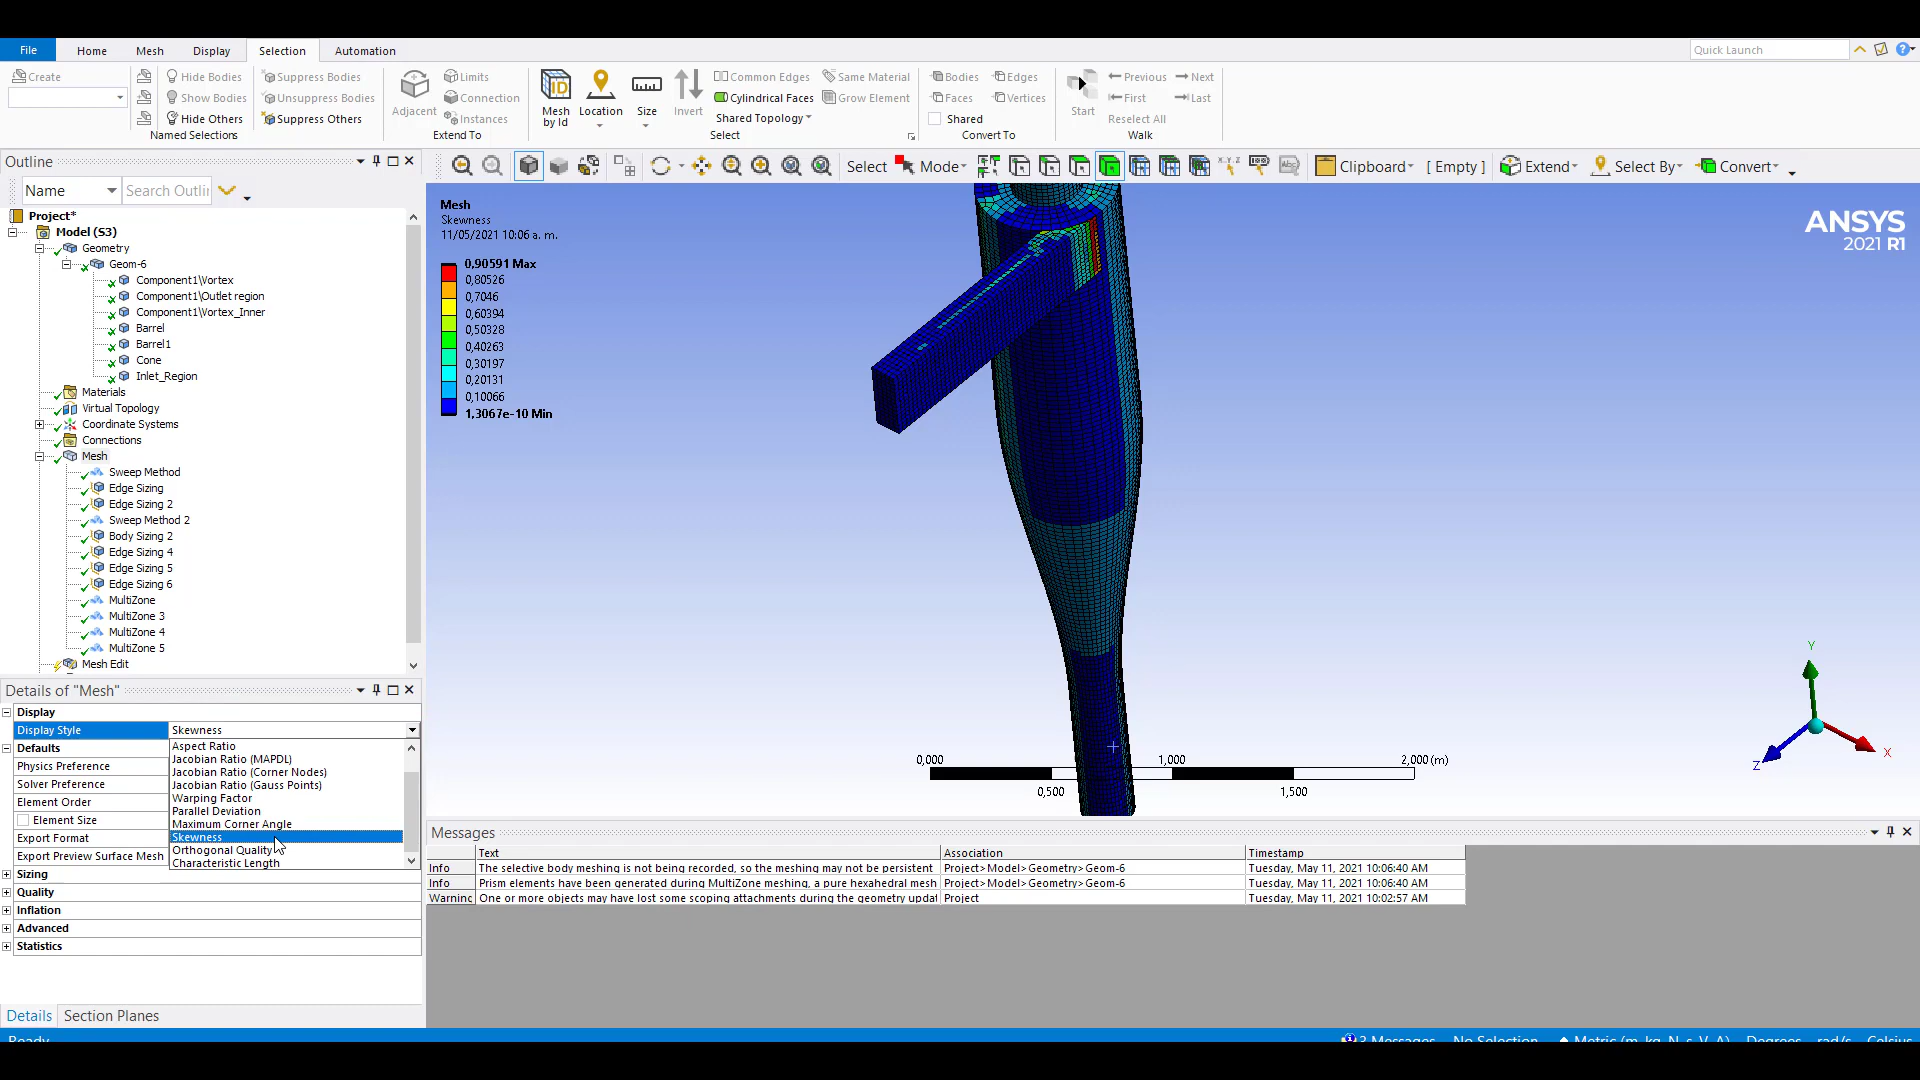 File Home Mesh Display Selection Automation Quick Launch
Create Hide Bodies Suppress Bodies Limits Common Edges Same Material Bodies Edges Previous Next
Show Bodies Unsuppress Bodies Connection Cylindrical Faces Grow Element Faces Vertices First Last
Hide Others Suppress Others Adjacent Instances Mesh by Id Location Size Invert Shared Topology Shared Start Reselect All
Named Selections Extend To Select Convert To Walk
Outline
Name Search Outlin
Select Mode Clipboard [ Empty ] Extend Select By Convert
Project*
Model (S3)
Geometry
Geom-6
Component1\Vortex
Component1\Outlet region
Component1\Vortex_Inner
Barrel
Barrel1
Cone
Inlet_Region
Materials
Virtual Topology
Coordinate Systems
Connections
Mesh
Sweep Method
Edge Sizing
Edge Sizing 2
Sweep Method 2
Body Sizing 2
Edge Sizing 4
Edge Sizing 5
Edge Sizing 6
MultiZone
MultiZone 3
MultiZone 4
MultiZone 5
Mesh Edit
Mesh
Skewness
11/05/2021 10:06 a. m.
0,90591 Max
0,80526
0,7046
0,60394
0,50328
0,40263
0,30197
0,20131
0,10066
1,3067e-10 Min
ANSYS
2021 R1
Y
X
Z
0,000 1,000 2,000 (m)
0,500 1,500
Details of "Mesh"
Display
Display Style Skewness
Defaults
Physics Preference
Solver Preference
Element Order
Element Size
Export Format
Export Preview Surface Mesh
Sizing
Quality
Inflation
Advanced
Statistics
Aspect Ratio
Jacobian Ratio (MAPDL)
Jacobian Ratio (Corner Nodes)
Jacobian Ratio (Gauss Points)
Warping Factor
Parallel Deviation
Maximum Corner Angle
Skewness
Orthogonal Quality
Characteristic Length
Details Section Planes
Messages
Text Association Timestamp
Info The selective body meshing is not being recorded, so the meshing may not be persistent Project>Model>Geometry>Geom-6 Tuesday, May 11, 2021 10:06:40 AM
Info Prism elements have been generated during MultiZone meshing, a pure hexahedral mesh Project>Model>Geometry>Geom-6 Tuesday, May 11, 2021 10:06:40 AM
Warning One or more objects may have lost some scoping attachments during the geometry updat Project Tuesday, May 11, 2021 10:02:57 AM
Ready 3 Messages No Selection Metric (m, kg, N, s, V, A) Degrees rad/s Celsius